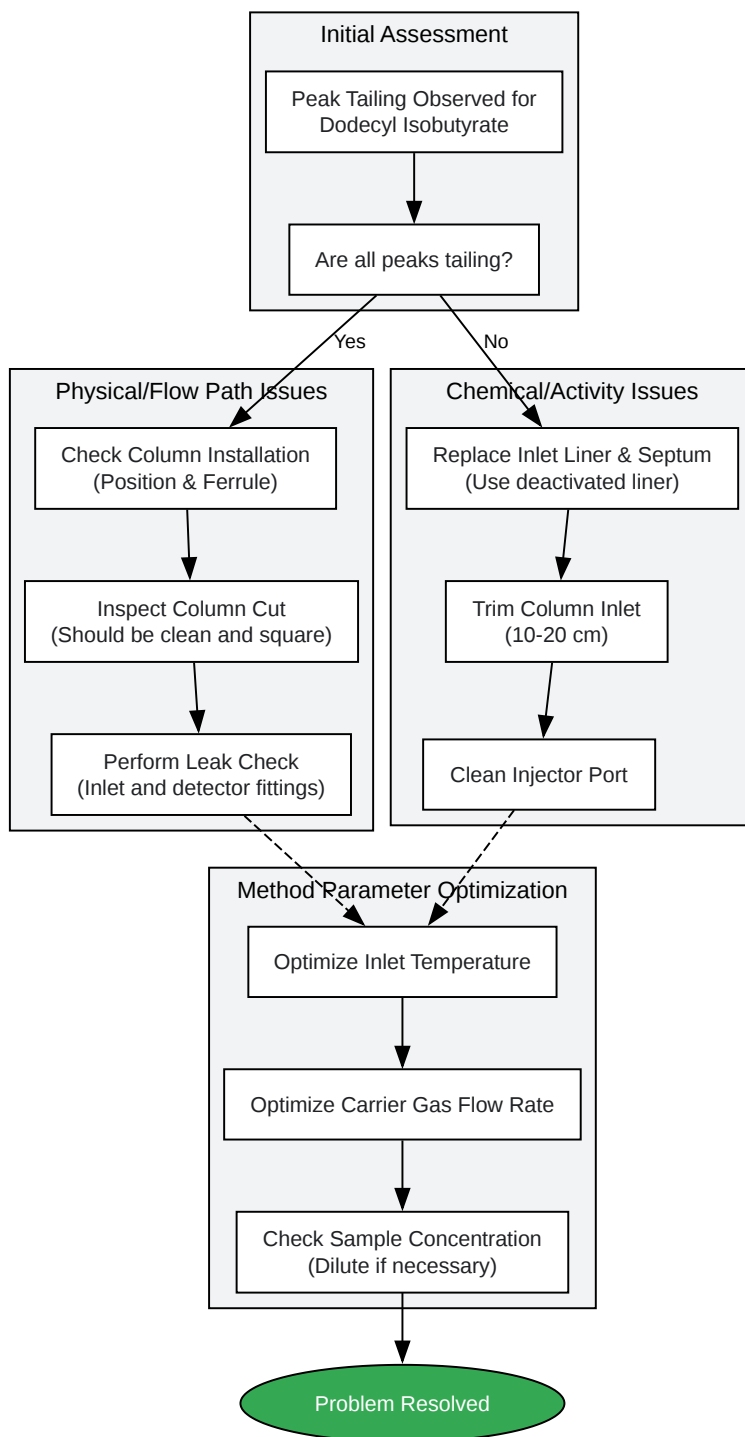 Initial Assessment
Peak Tailing Observed for
Dodecyl Isobutyrate
Are all peaks tailing?
Yes
No
Physical/Flow Path Issues
Check Column Installation
(Position & Ferrule)
Inspect Column Cut
(Should be clean and square)
Perform Leak Check
(Inlet and detector fittings)
Chemical/Activity Issues
Replace Inlet Liner & Septum
(Use deactivated liner)
Trim Column Inlet
(10-20 cm)
Clean Injector Port
Method Parameter Optimization
Optimize Inlet Temperature
Optimize Carrier Gas Flow Rate
Check Sample Concentration
(Dilute if necessary)
Problem Resolved